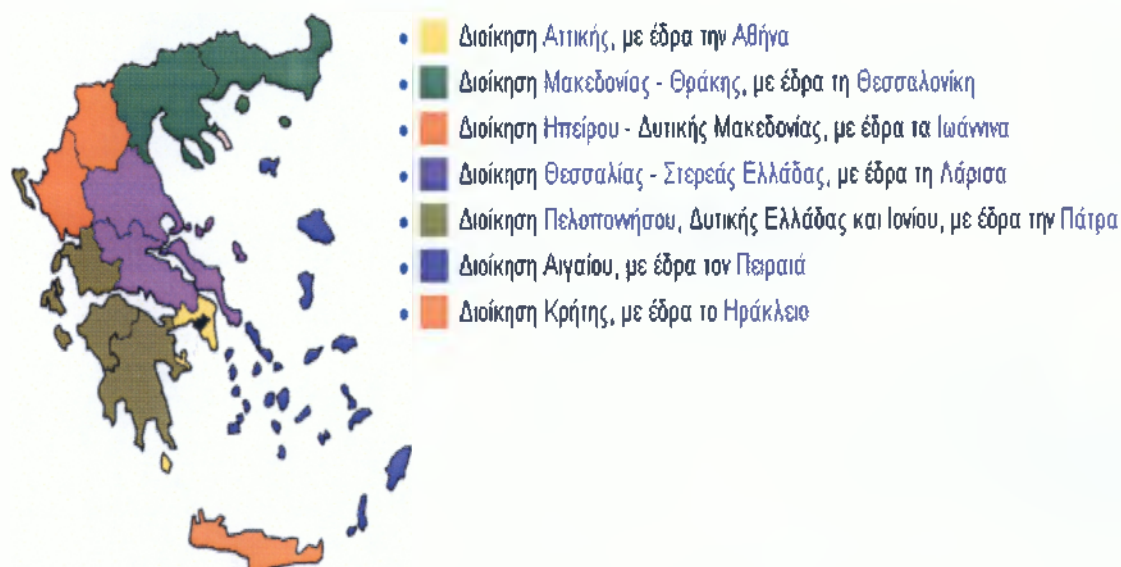 Διοίκηση Αττικής, με έδρα την Αθήνα
Διοίκηση Μακεδονίας - Θράκης, με έδρα τη Θεσσαλονίκη
Διοίκηση Ηπείρου - Δυτικής Μακεδονίας, με έδρα τα Ιωάννινα
Διοίκηση Θεσσαλίας - Στερεάς Ελλάδας, με έδρα τη Λάρισα
Διοίκηση Πελοποννήσου, Δυτικής Ελλάδας και Ιονίου, με έδρα την Πάτρα
Διοίκηση Αιγαίου, με έδρα τον Πειραιά
Διοίκηση Κρήτης, με έδρα το Ηράκλειο